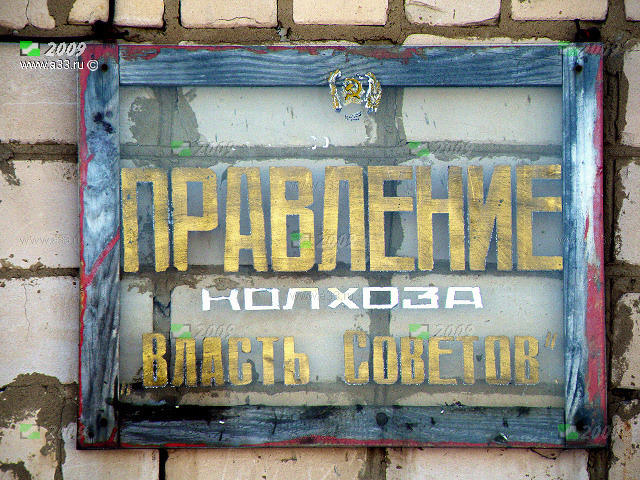 2009
www.a33.ru ©
ПРАВЛЕНИЕ
КОЛХОЗА
„ВЛАСТЬ СОВЕТОВ"